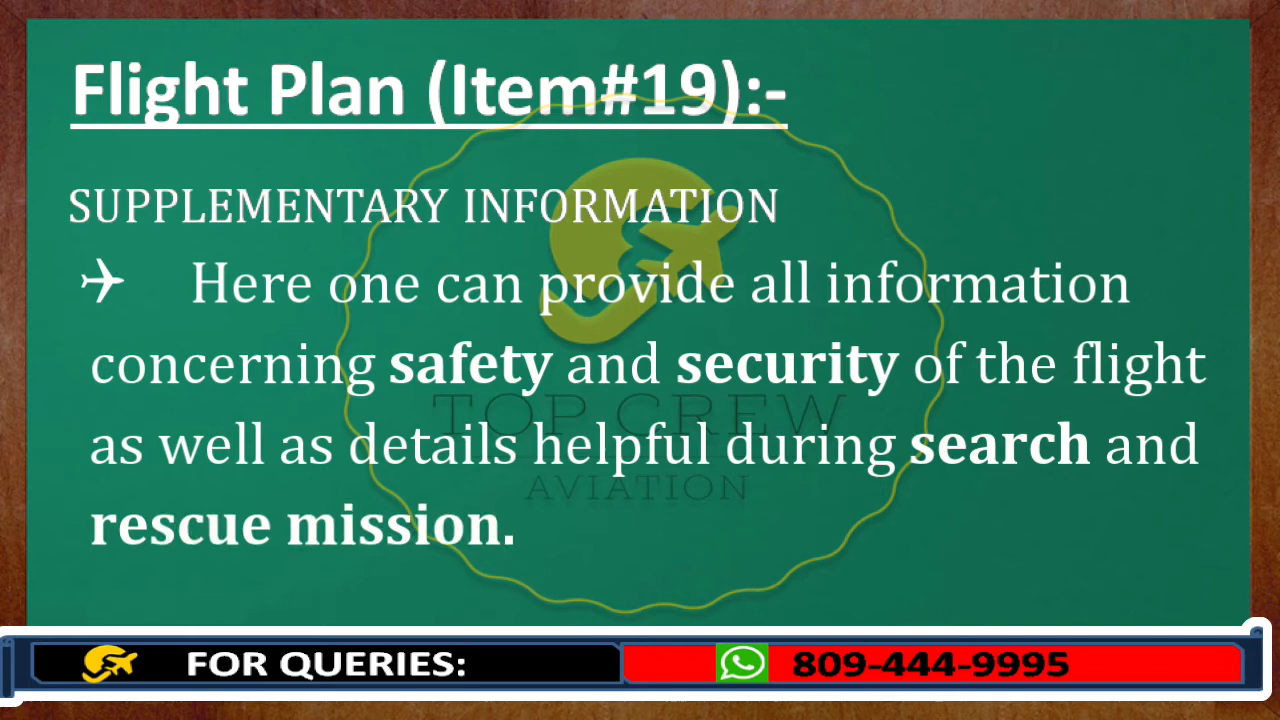 Flight Plan (Item#19):-
SUPPLEMENTARY INFORMATION
✈ Here one can provide all information
concerning safety and security of the flight
as well as details helpful during search and
rescue mission.
TOP CREW
AVIATION
FOR QUERIES:
809-444-9995